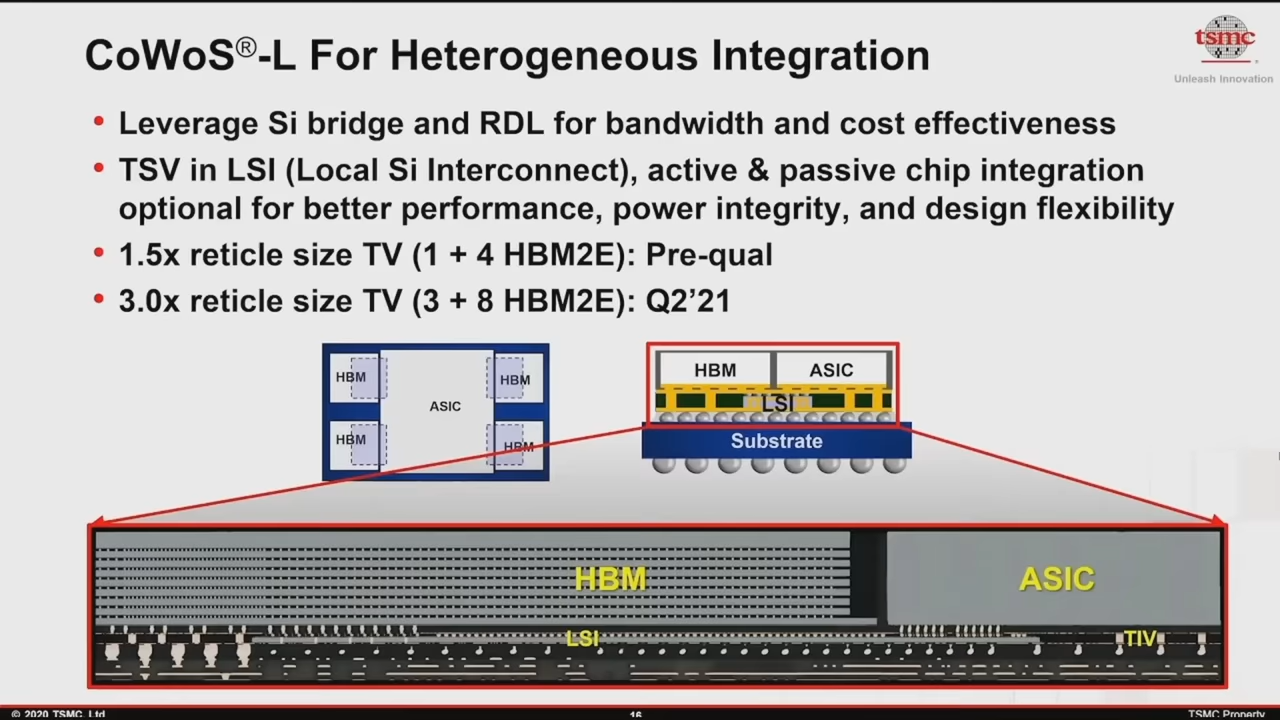 CoWoS®-L For Heterogeneous Integration
tsmc
Unleash Innovation
• Leverage Si bridge and RDL for bandwidth and cost effectiveness
• TSV in LSI (Local Si Interconnect), active & passive chip integration
optional for better performance, power integrity, and design flexibility
• 1.5x reticle size TV (1 + 4 HBM2E): Pre-qual
• 3.0x reticle size TV (3 + 8 HBM2E): Q2’21
HBM
HBM
ASIC
HBM
HBM
HBM
ASIC
LSI
Substrate
HBM
ASIC
LSI
TIV
© 2020 TSMC, Ltd
16
TSMC Property